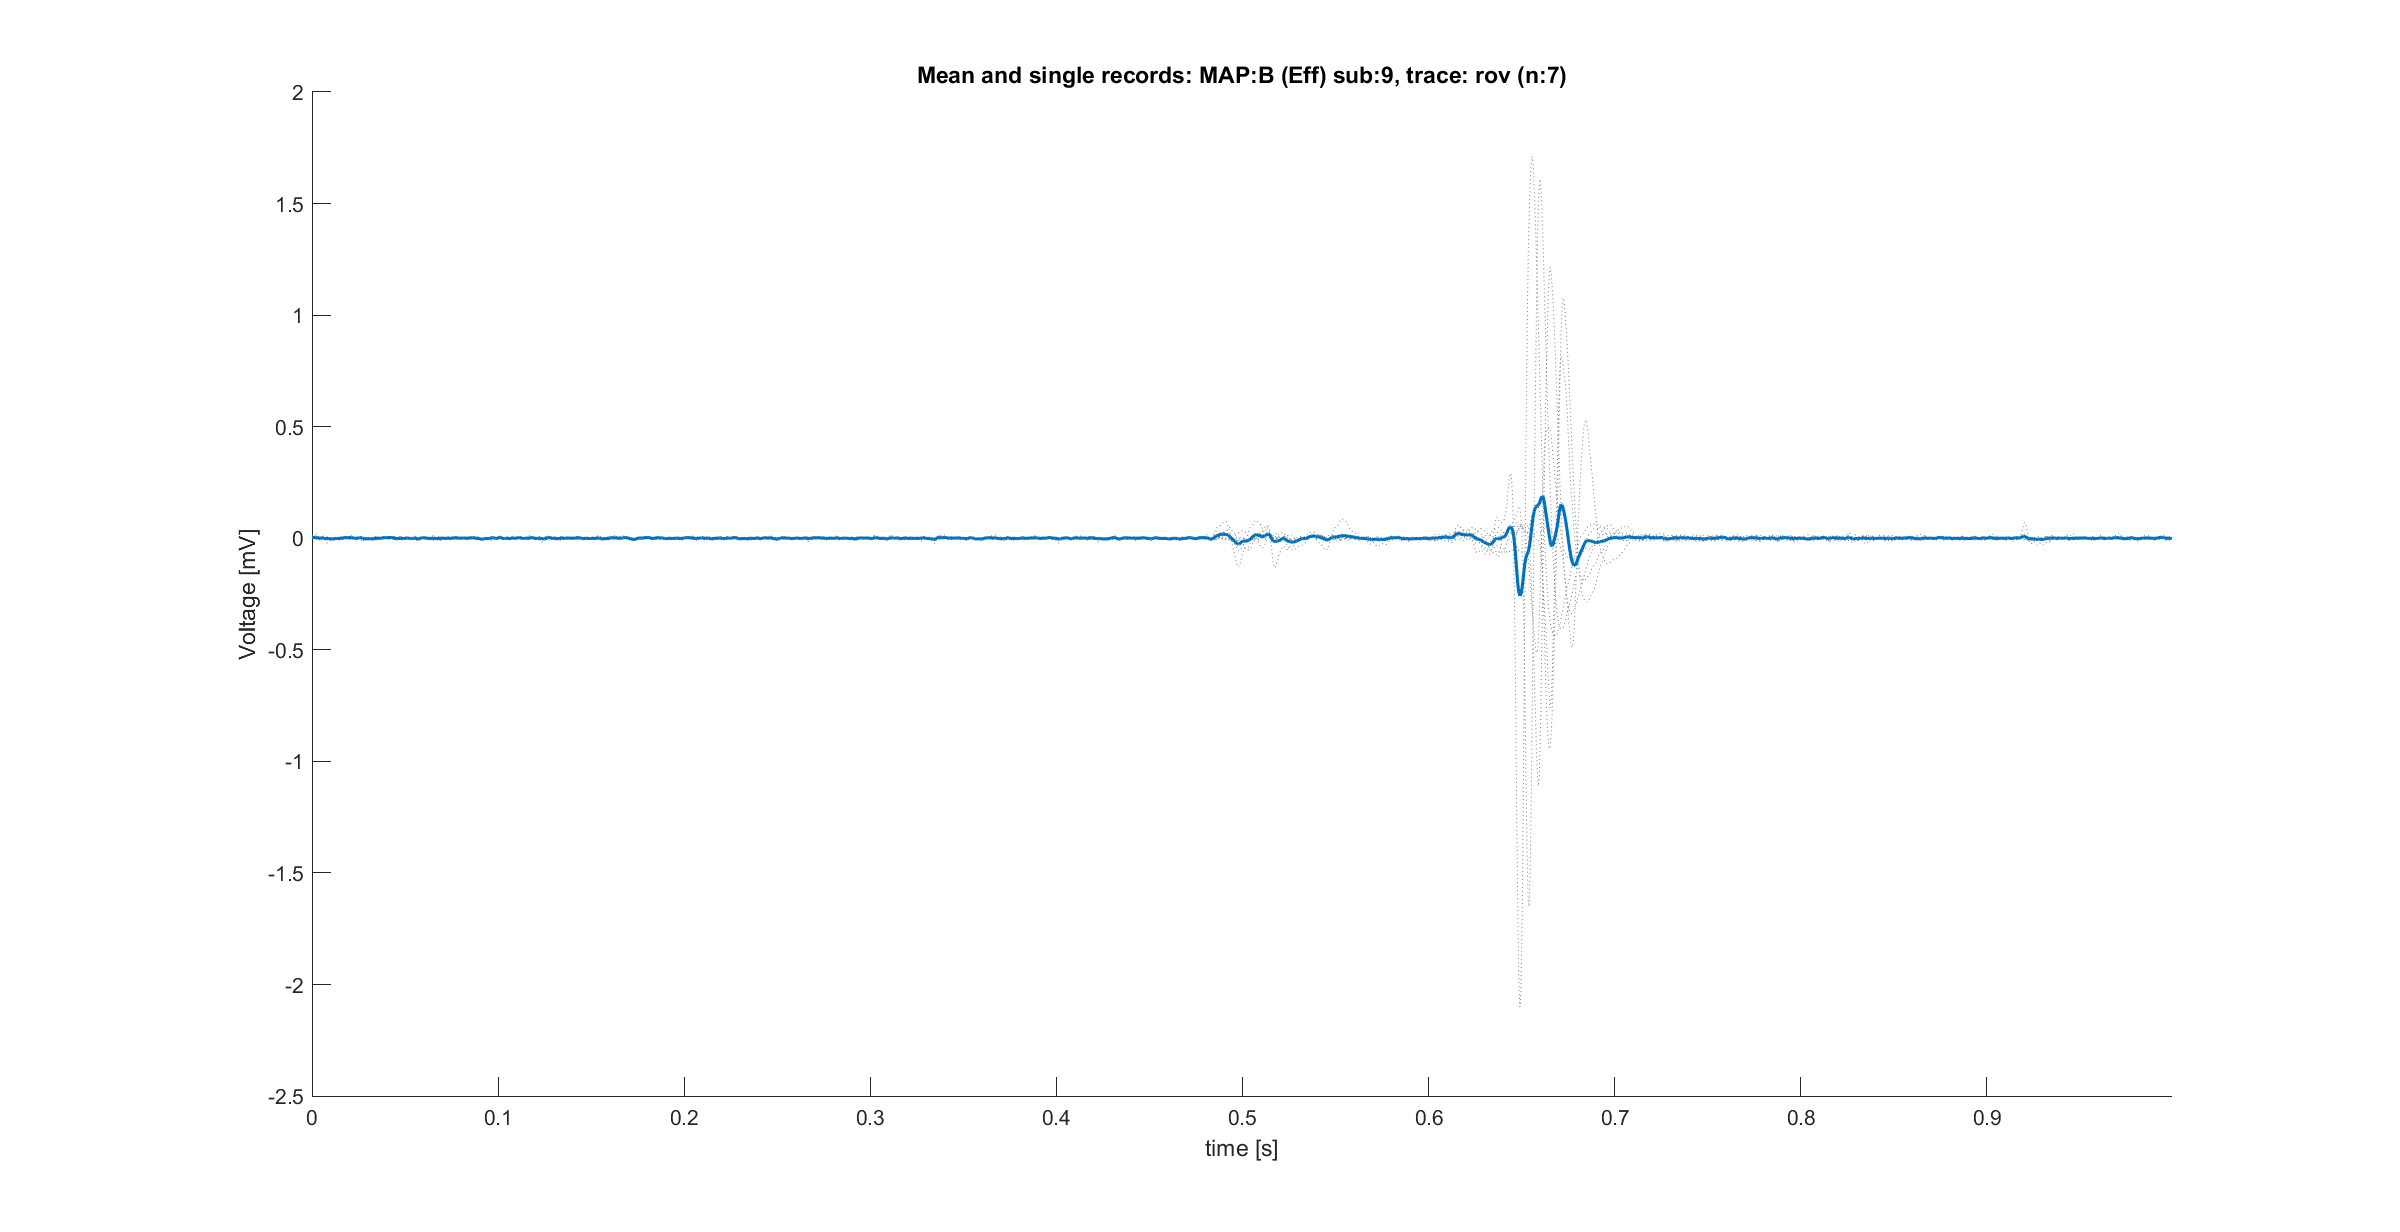 Mean and single records: MAP:B (Eff) sub:9, trace: rov (n:7)
2
1.5
1
0.5
0
-0.5
-1
-1.5
-2
-2.5
Voltage [mV]
0 0.1 0.2 0.3 0.4 0.5 0.6 0.7 0.8 0.9
time [s]